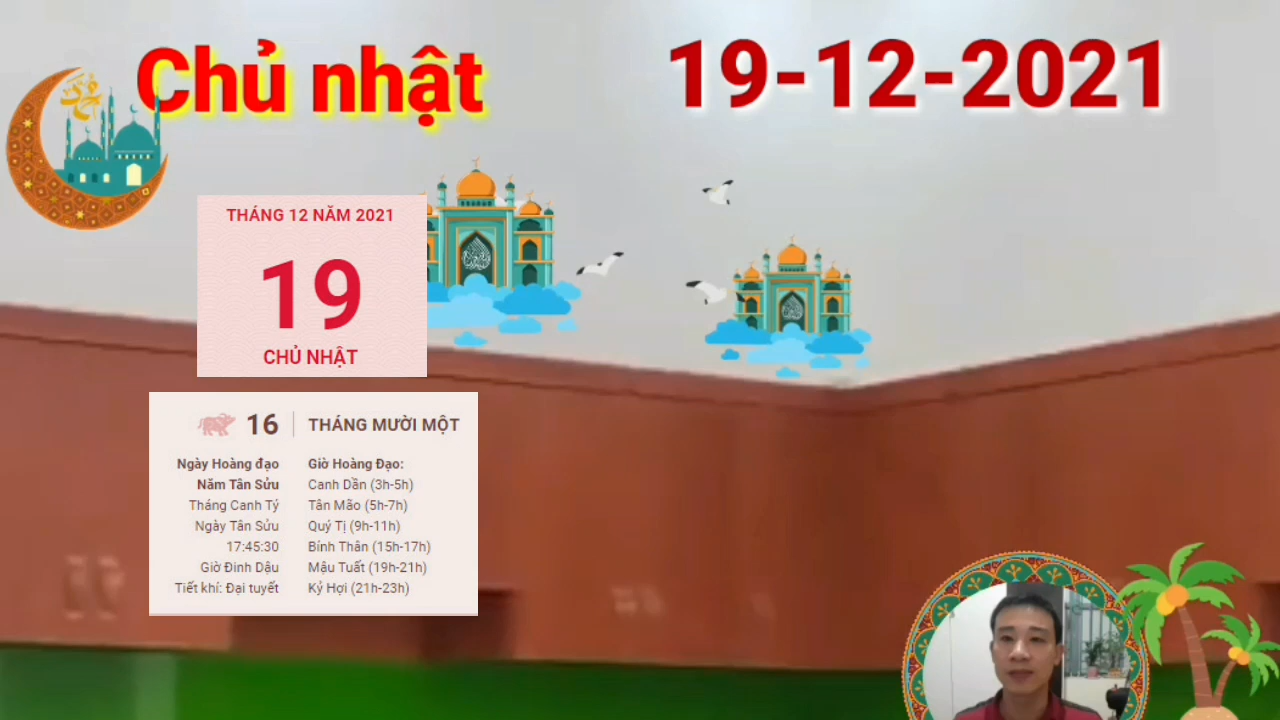 Chủ nhật
19-12-2021
THÁNG 12 NĂM 2021
19
CHỦ NHẬT
16
THÁNG MƯỜI MỘT
Ngày Hoàng đạo
Năm Tân Sửu
Tháng Canh Tý
Ngày Tân Sửu
17:45:30
Giờ Đinh Dậu
Tiết khí: Đại tuyết
Giờ Hoàng Đạo:
Canh Dần (3h-5h)
Tân Mão (5h-7h)
Quý Tị (9h-11h)
Bính Thân (15h-17h)
Mậu Tuất (19h-21h)
Kỷ Hợi (21h-23h)